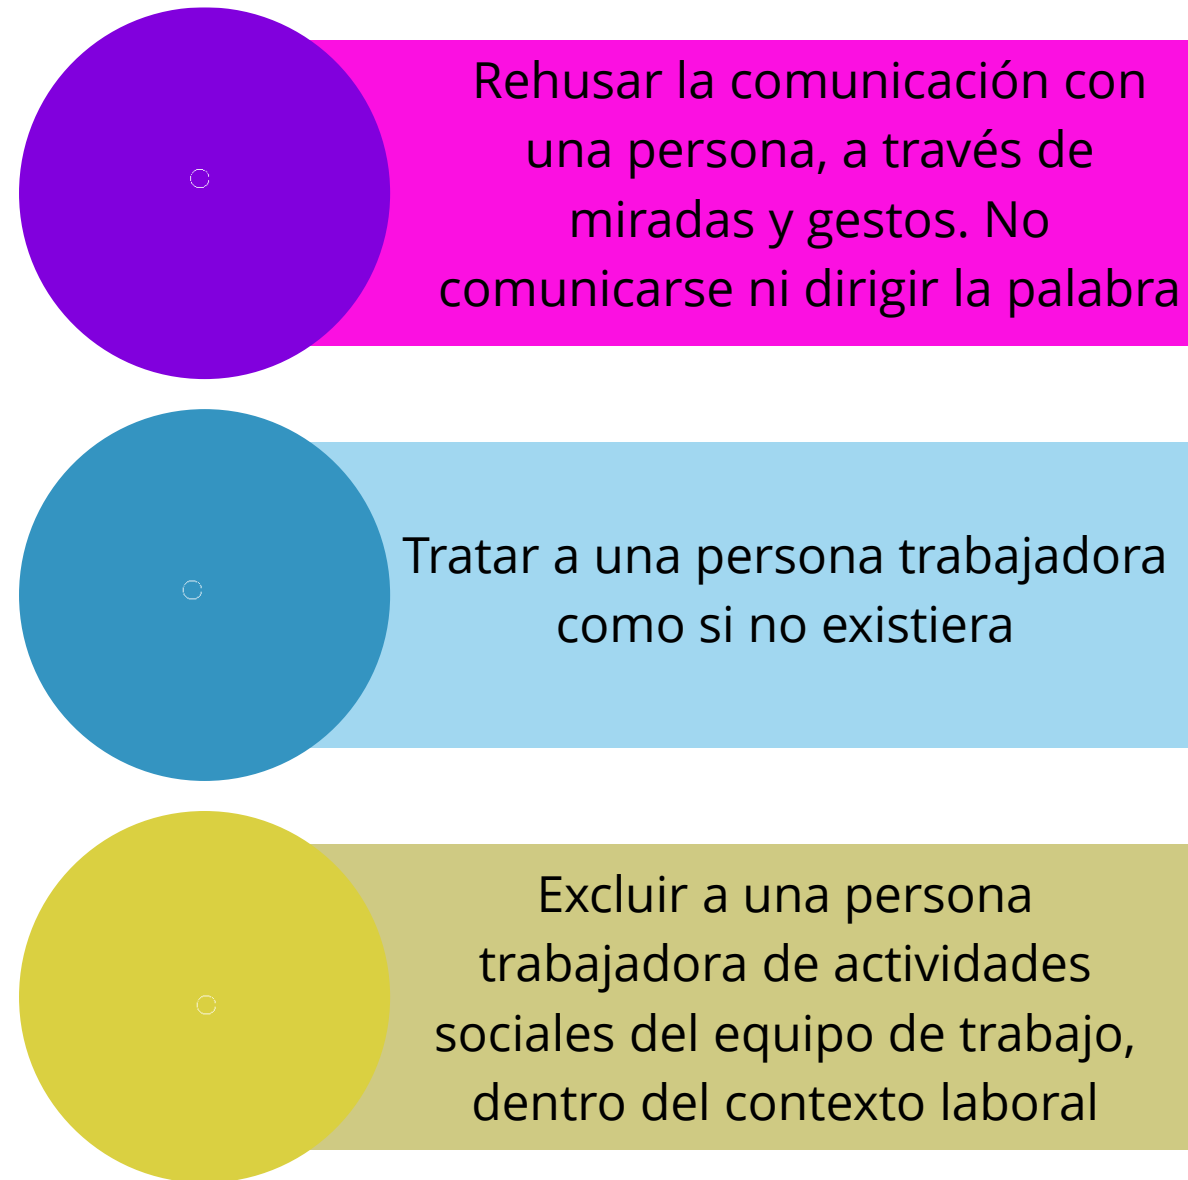 Rehusar la comunicación con
una persona, a través de
miradas y gestos. No
comunicarse ni dirigir la palabra
Tratar a una persona trabajadora
como si no existiera
Excluir a una persona
trabajadora de actividades
sociales del equipo de trabajo,
dentro del contexto laboral